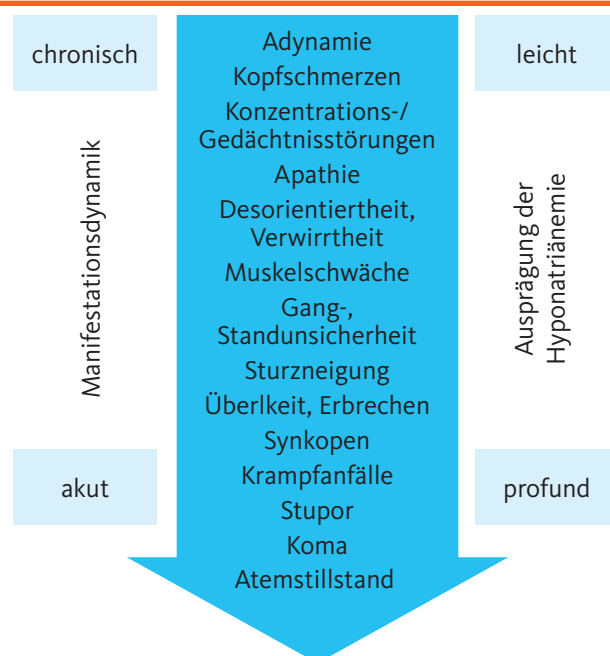 chronisch
Manifestationsdynamik
akut
Adynamie
Kopfschmerzen
Konzentrations-/
Gedächtnisstörungen
Apathie
Desorientiertheit,
Verwirrtheit
Muskelschwäche
Gang-,
Standunsicherheit
Sturzneigung
Überlkeit, Erbrechen
Synkopen
Krampfanfälle
Stupor
Koma
Atemstillstand
leicht
Ausprägung der
Hyponatriänemie
profund